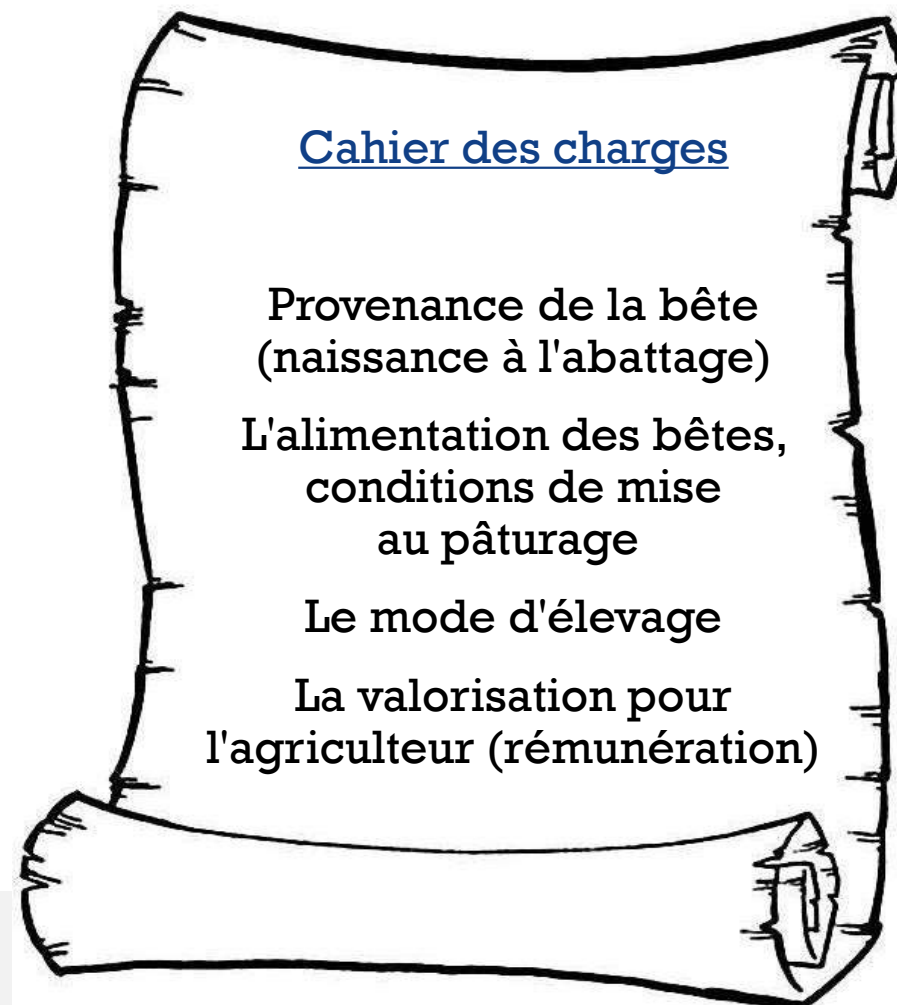 Cahier des charges
Provenance de la bête
(naissance à l'abattage)
L'alimentation des bêtes,
conditions de mise
au pâturage
Le mode d'élevage
La valorisation pour
l'agriculteur (rémunération)